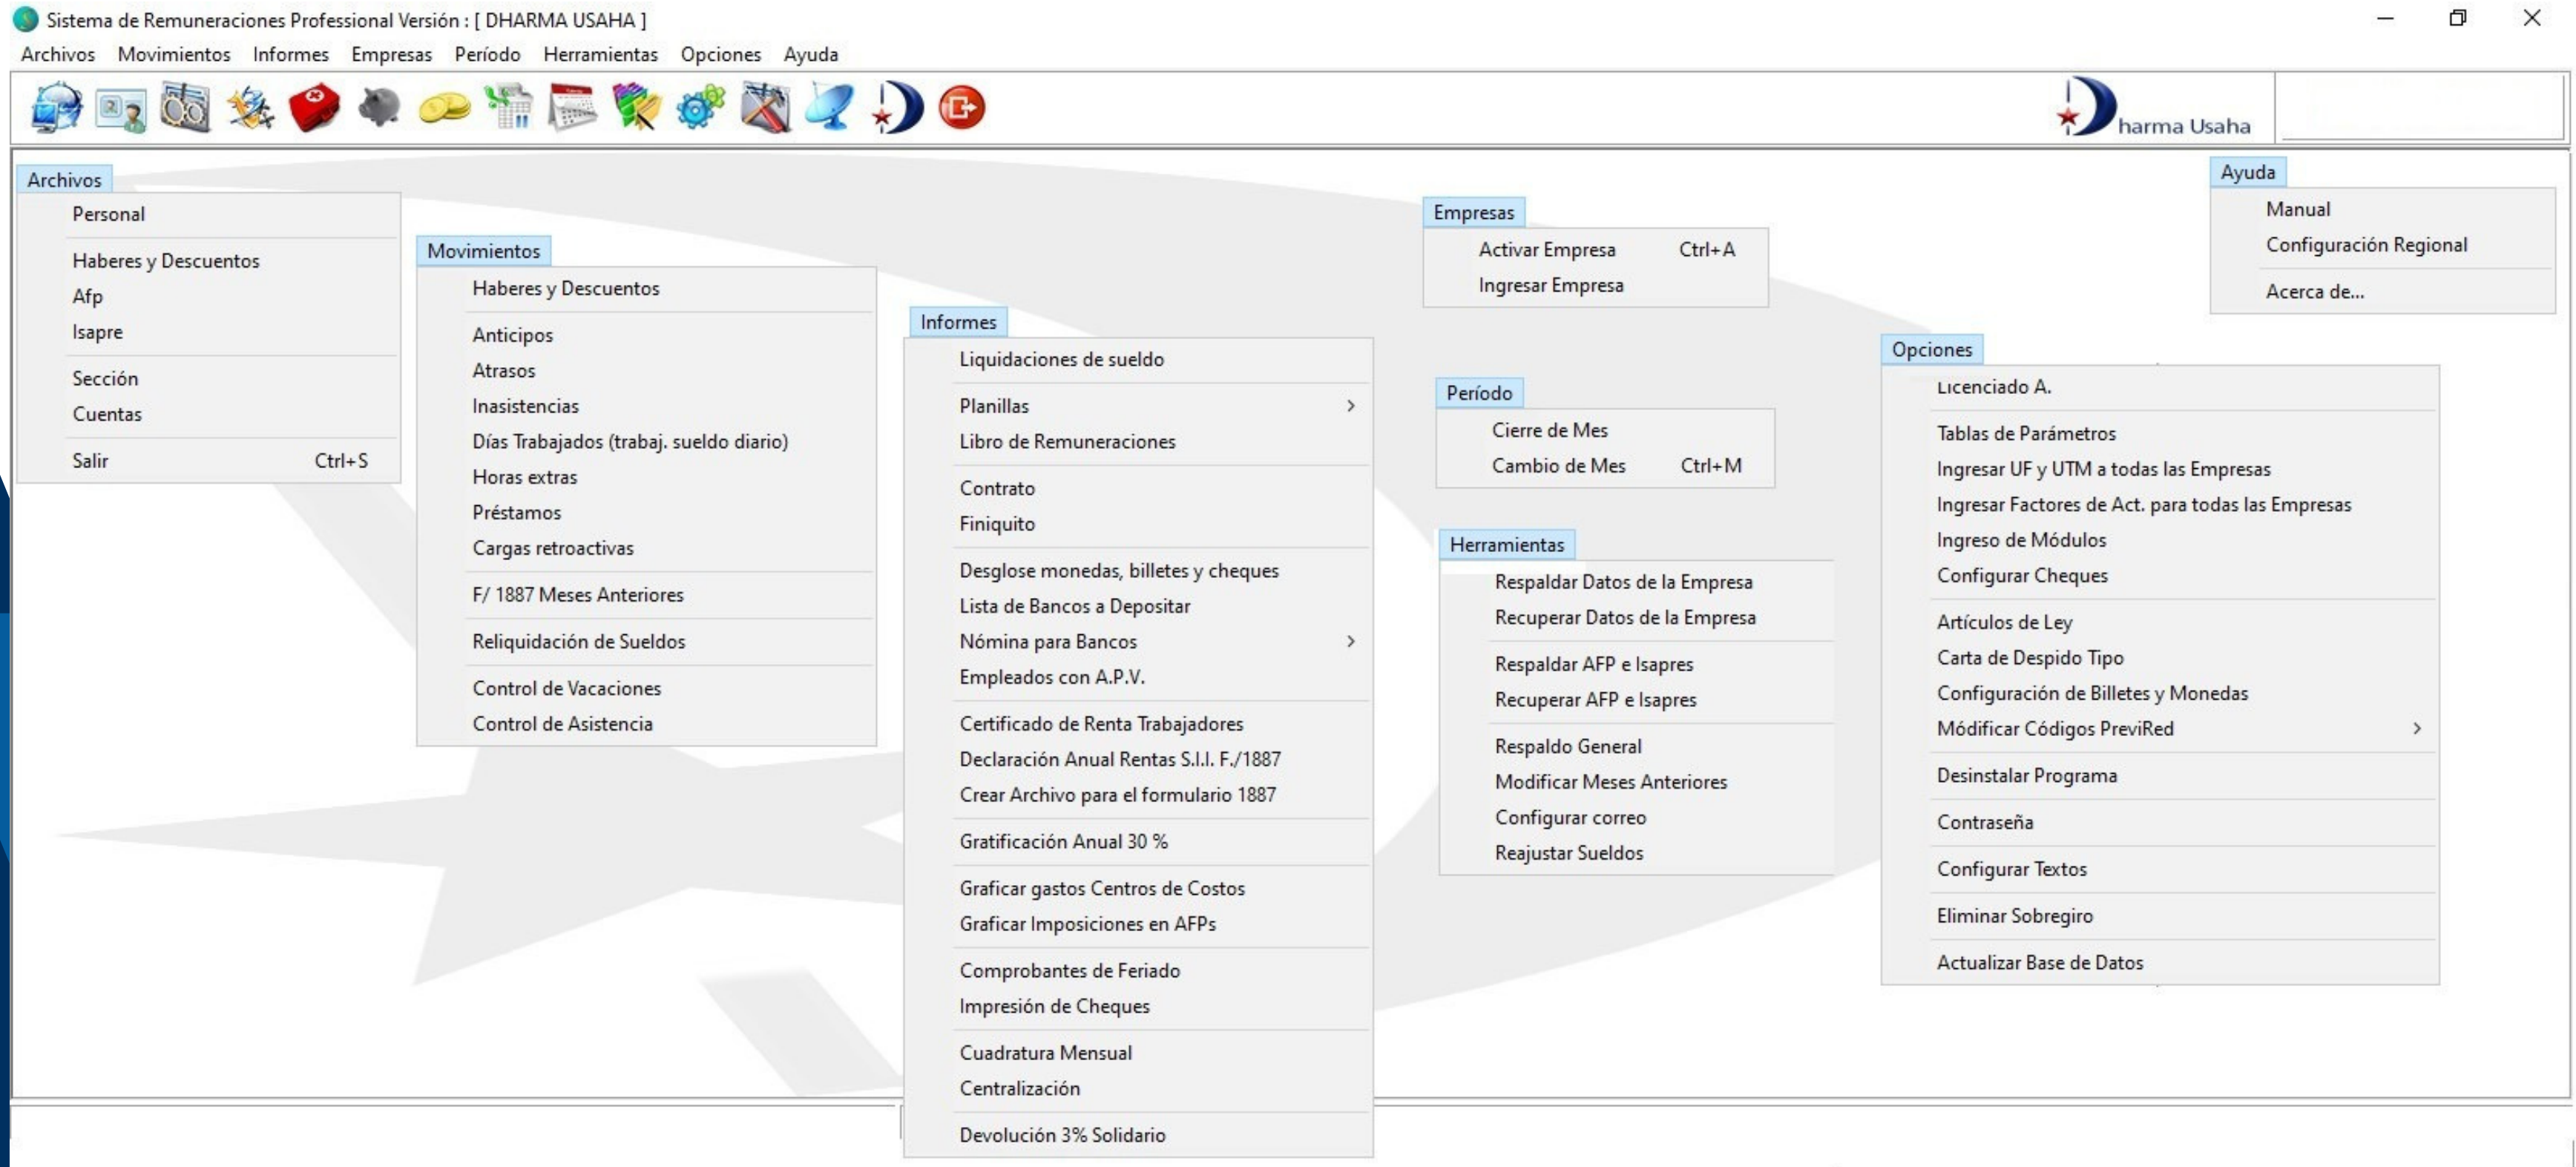 Sistema de Remuneraciones Professional Versión : [ DHARMA USAHA ]
Archivos Movimientos Informes Empresas Período Herramientas Opciones Ayuda
harma Usaha
Archivos
Personal
Haberes y Descuentos
Afp
Isapre
Sección
Cuentas
Salir Ctrl+S
Movimientos
Haberes y Descuentos
Anticipos
Atrasos
Inasistencias
Días Trabajados (trabaj. sueldo diario)
Horas extras
Préstamos
Cargas retroactivas
F/ 1887 Meses Anteriores
Reliquidación de Sueldos
Control de Vacaciones
Control de Asistencia
Informes
Liquidaciones de sueldo
Planillas
Libro de Remuneraciones
Contrato
Finiquito
Desglose monedas, billetes y cheques
Lista de Bancos a Depositar
Nómina para Bancos
Empleados con A.P.V.
Certificado de Renta Trabajadores
Declaración Anual Rentas S.I.I. F./1887
Crear Archivo para el formulario 1887
Gratificación Anual 30 %
Graficar gastos Centros de Costos
Graficar Imposiciones en AFPs
Comprobantes de Feriado
Impresión de Cheques
Cuadratura Mensual
Centralización
Devolución 3% Solidario
Empresas
Activar Empresa Ctrl+A
Ingresar Empresa
Período
Cierre de Mes
Cambio de Mes Ctrl+M
Herramientas
Respaldar Datos de la Empresa
Recuperar Datos de la Empresa
Respaldar AFP e Isapres
Recuperar AFP e Isapres
Respaldo General
Modificar Meses Anteriores
Configurar correo
Reajustar Sueldos
Opciones
Licenciado A.
Tablas de Parámetros
Ingresar UF y UTM a todas las Empresas
Ingresar Factores de Act. para todas las Empresas
Ingreso de Módulos
Configurar Cheques
Artículos de Ley
Carta de Despido Tipo
Configuración de Billetes y Monedas
Módificar Códigos PreviRed
Desinstalar Programa
Contraseña
Configurar Textos
Eliminar Sobregiro
Actualizar Base de Datos
Ayuda
Manual
Configuración Regional
Acerca de...